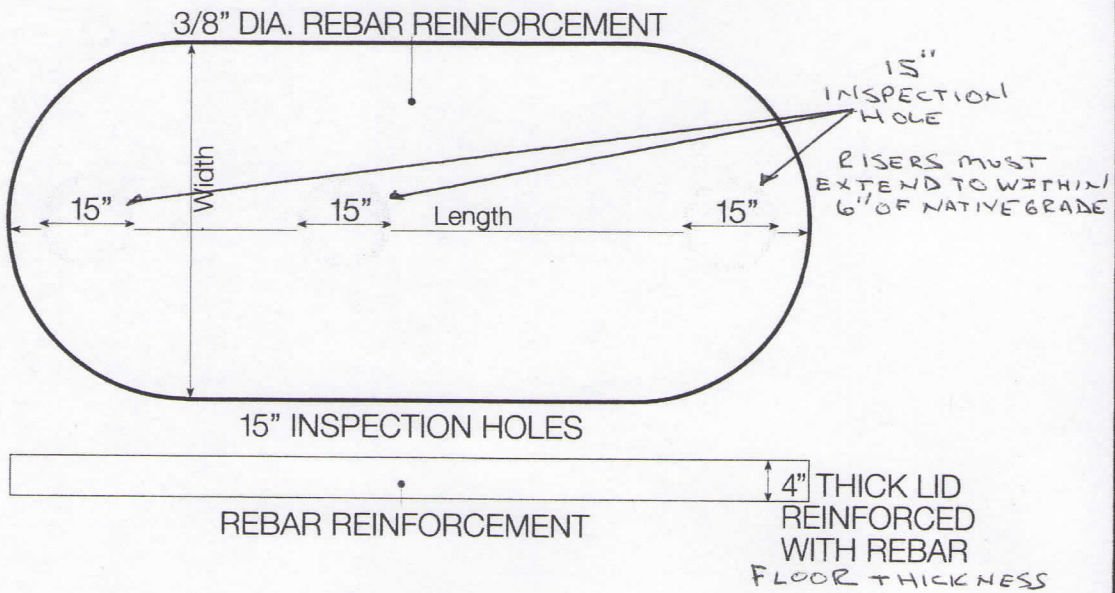 3/8” DIA. REBAR REINFORCEMENT
15"
INSPECTION
HOLE
RISERS MUST
EXTEND TO WITHIN
6" OF NATIVE GRADE
Width
15”
15”
Length
15”
15” INSPECTION HOLES
4” THICK LID
REINFORCED
WITH REBAR
REBAR REINFORCEMENT
FLOOR THICKNESS